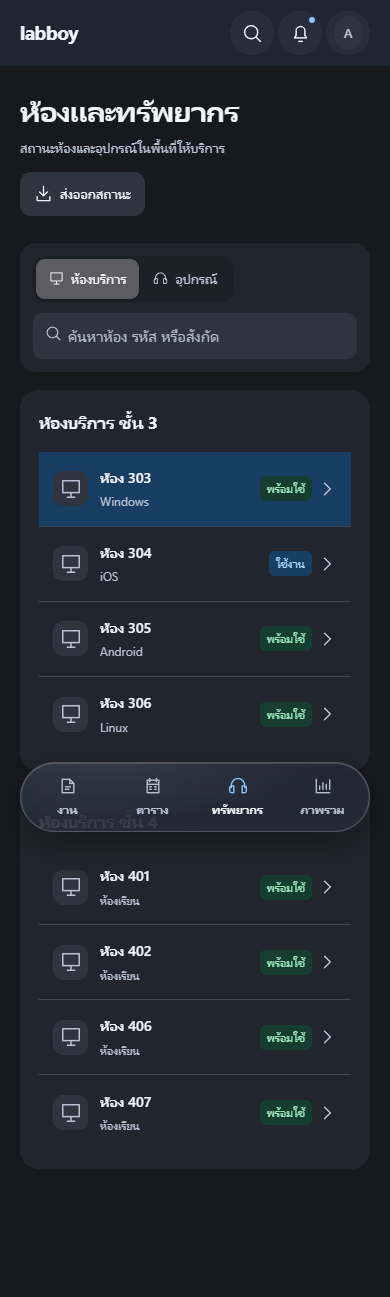 labboy
A
ห้องและทรัพยากร
สถานะห้องและอุปกรณ์ในพื้นที่ให้บริการ
ส่งออกสถานะ
ห้องบริการ
อุปกรณ์
ค้นหาห้อง รหัส หรือสังกัด
ห้องบริการ ชั้น 3
ห้อง 303
Windows
พร้อมใช้
ห้อง 304
iOS
ใช้งาน
ห้อง 305
Android
พร้อมใช้
ห้อง 306
Linux
พร้อมใช้
งาน
ตาราง
ทรัพยากร
ภาพรวม
ห้องบริการ ชั้น 4
ห้อง 401
ห้องเรียน
พร้อมใช้
ห้อง 402
ห้องเรียน
พร้อมใช้
ห้อง 406
ห้องเรียน
พร้อมใช้
ห้อง 407
ห้องเรียน
พร้อมใช้